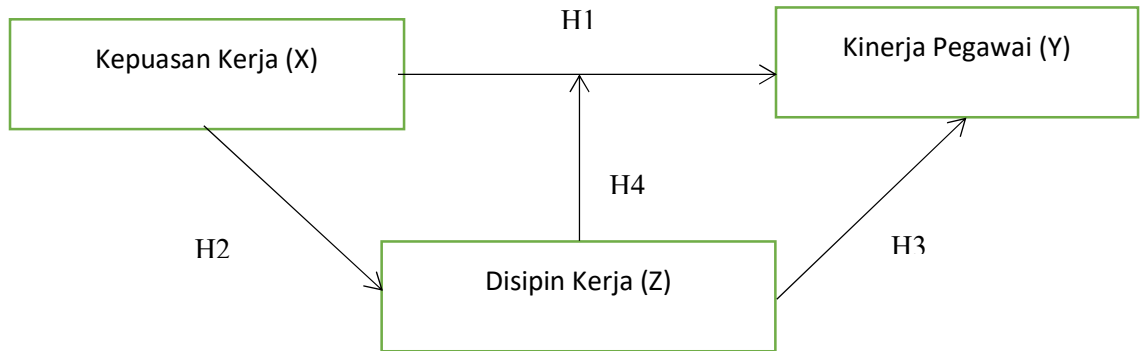 H1
Kepuasan Kerja (X)
Kinerja Pegawai (Y)
H4
H2
H3
Disipin Kerja (Z)